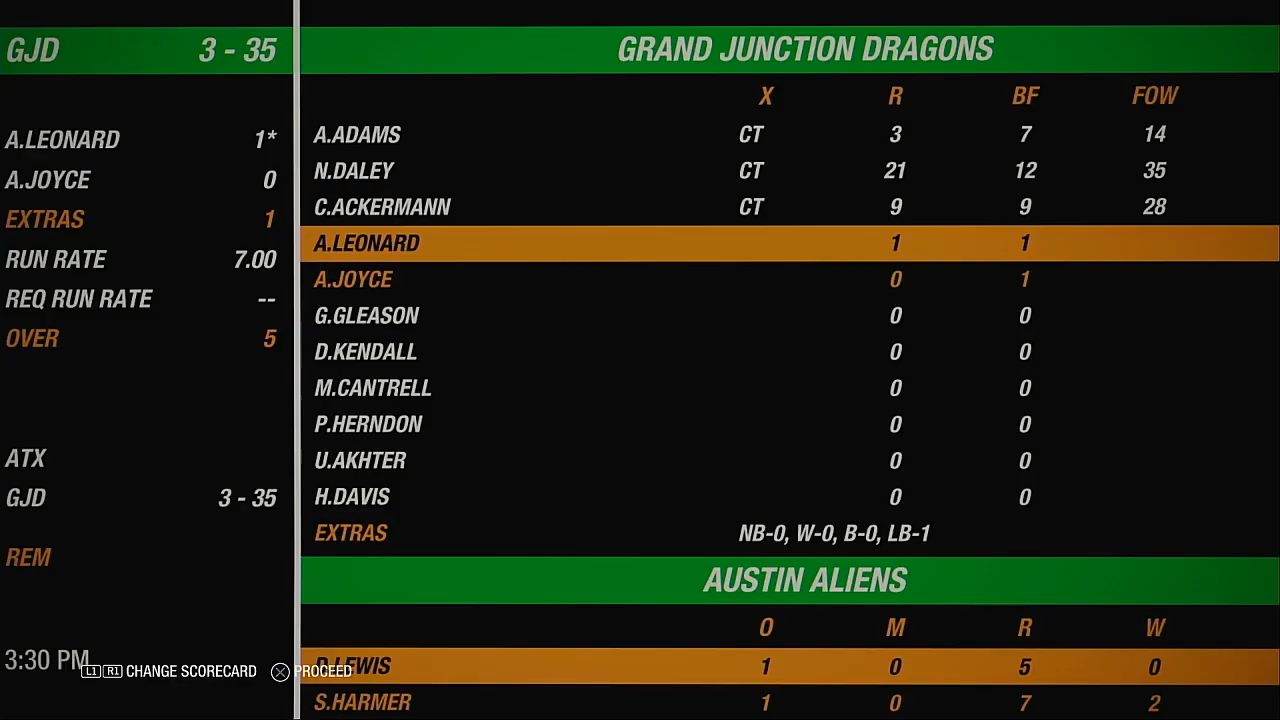 GJD 3 - 35
A.LEONARD 1*
A.JOYCE 0
EXTRAS 1
RUN RATE 7.00
REQ RUN RATE --
OVER 5
ATX
GJD 3 - 35
REM
3:30 PM
L1 R1 CHANGE SCORECARD PROCEED
GRAND JUNCTION DRAGONS
X R BF FOW
A.ADAMS CT 3 7 14
N.DALEY CT 21 12 35
C.ACKERMANN CT 9 9 28
A.LEONARD 1 1
A.JOYCE 0 1
G.GLEASON 0 0
D.KENDALL 0 0
M.CANTRELL 0 0
P.HERNDON 0 0
U.AKHTER 0 0
H.DAVIS 0 0
EXTRAS NB-0, W-0, B-0, LB-1
AUSTIN ALIENS
O M R W
D.LEWIS 1 0 5 0
S.HARMER 1 0 7 2